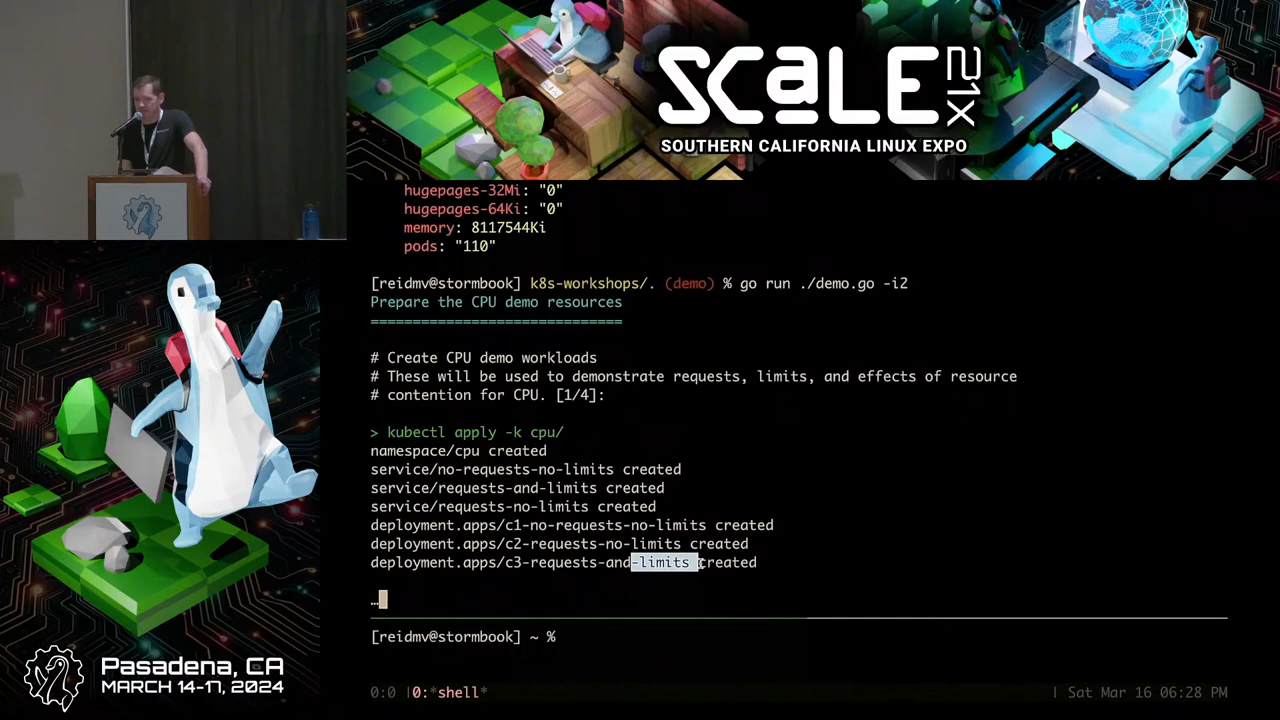 SCALE 21X
SOUTHERN CALIFORNIA LINUX EXPO
hugepages-32Mi: "0"
hugepages-64Ki: "0"
memory: 8117544Ki
pods: "110"
[reidmv@stormbook] k8s-workshops/. (demo) % go run ./demo.go -i2
Prepare the CPU demo resources
==============================
# Create CPU demo workloads
# These will be used to demonstrate requests, limits, and effects of resource
# contention for CPU. [1/4]:
> kubectl apply -k cpu/
namespace/cpu created
service/no-requests-no-limits created
service/requests-and-limits created
service/requests-no-limits created
deployment.apps/c1-no-requests-no-limits created
deployment.apps/c2-requests-no-limits created
deployment.apps/c3-requests-and-limits created
…
[reidmv@stormbook] ~ %
0:0 |0:*shell*
| Sat Mar 16 06:28 PM
Pasadena, CA
MARCH 14-17, 2024